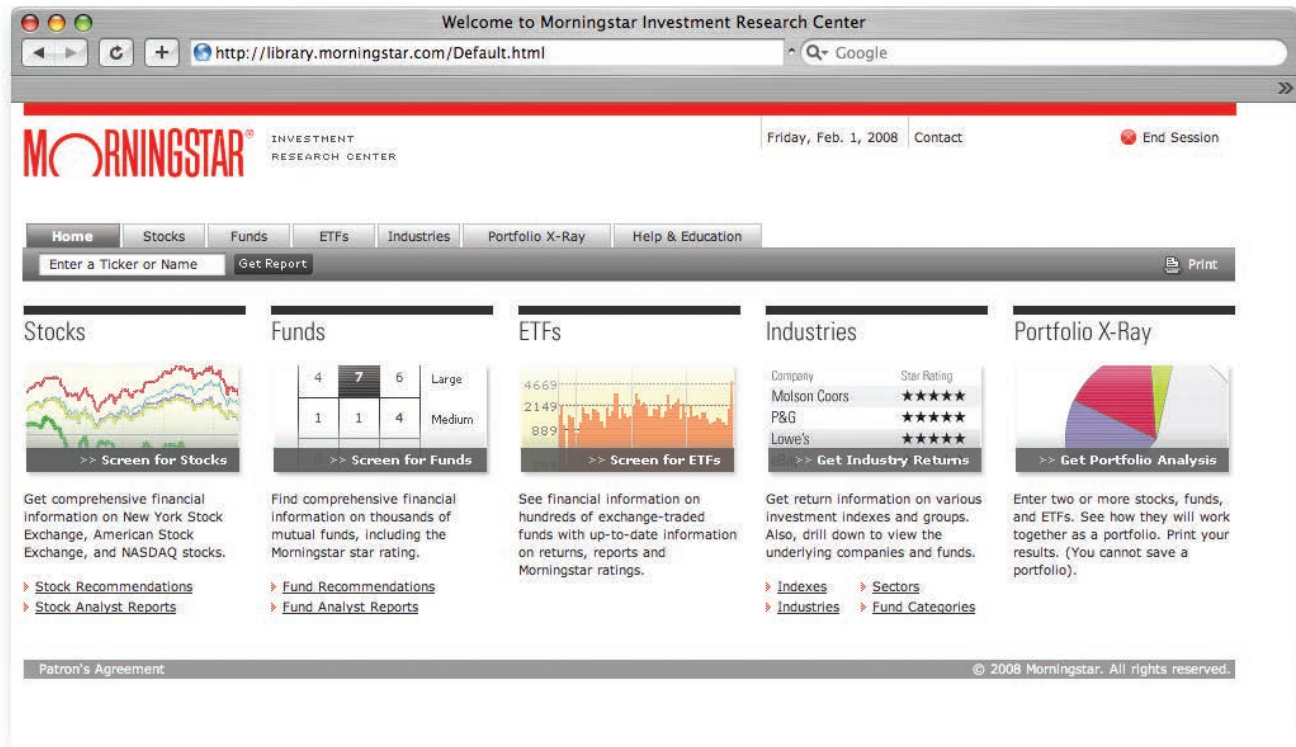 Welcome to Morningstar Investment Research Center
http://library.morningstar.com/Default.html
Google
MORNINGSTAR®
INVESTMENT
RESEARCH CENTER
Friday, Feb. 1, 2008
Contact
End Session
Home
Stocks
Funds
ETFs
Industries
Portfolio X-Ray
Help & Education
Enter a Ticker or Name
Get Report
Print
Stocks
>> Screen for Stocks
Get comprehensive financial
information on New York Stock
Exchange, American Stock
Exchange, and NASDAQ stocks.
Stock Recommendations
Stock Analyst Reports
Funds
4 7 6 Large
1 1 4 Medium
>> Screen for Funds
Find comprehensive financial
information on thousands of
mutual funds, including the
Morningstar star rating.
Fund Recommendations
Fund Analyst Reports
ETFs
4669
2149
889
>> Screen for ETFs
See financial information on
hundreds of exchange-traded
funds with up-to-date information
on returns, reports and
Morningstar ratings.
Industries
Company Star Rating
Molson Coors ★★★★★
P&G ★★★★★
Lowe's ★★★★★
>> Get Industry Returns
Get return information on various
investment indexes and groups.
Also, drill down to view the
underlying companies and funds.
Indexes
Sectors
Industries
Fund Categories
Portfolio X-Ray
>> Get Portfolio Analysis
Enter two or more stocks, funds,
and ETFs. See how they will work
together as a portfolio. Print your
results. (You cannot save a
portfolio).
Patron's Agreement
© 2008 Morningstar. All rights reserved.